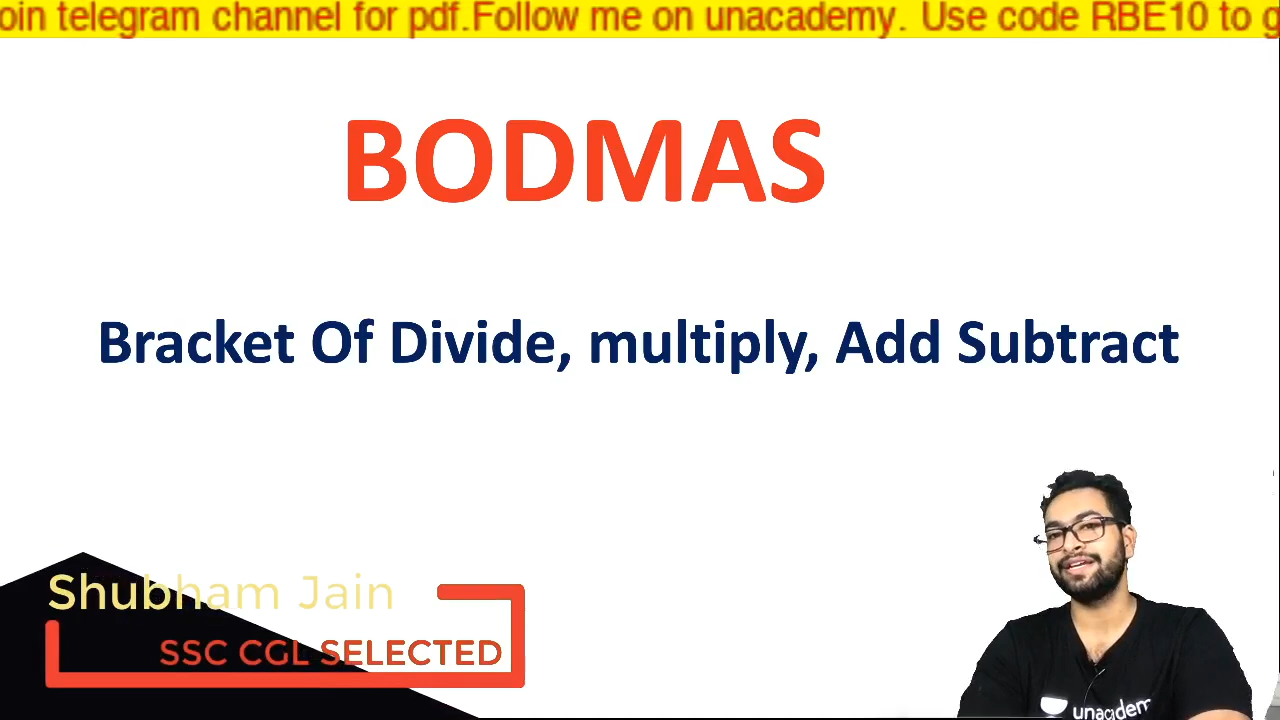 oin telegram channel for pdf.Follow me on unacademy. Use code RBE10 to g
BODMAS
Bracket Of Divide, multiply, Add Subtract
Shubham Jain
SSC CGL SELECTED
unacadem